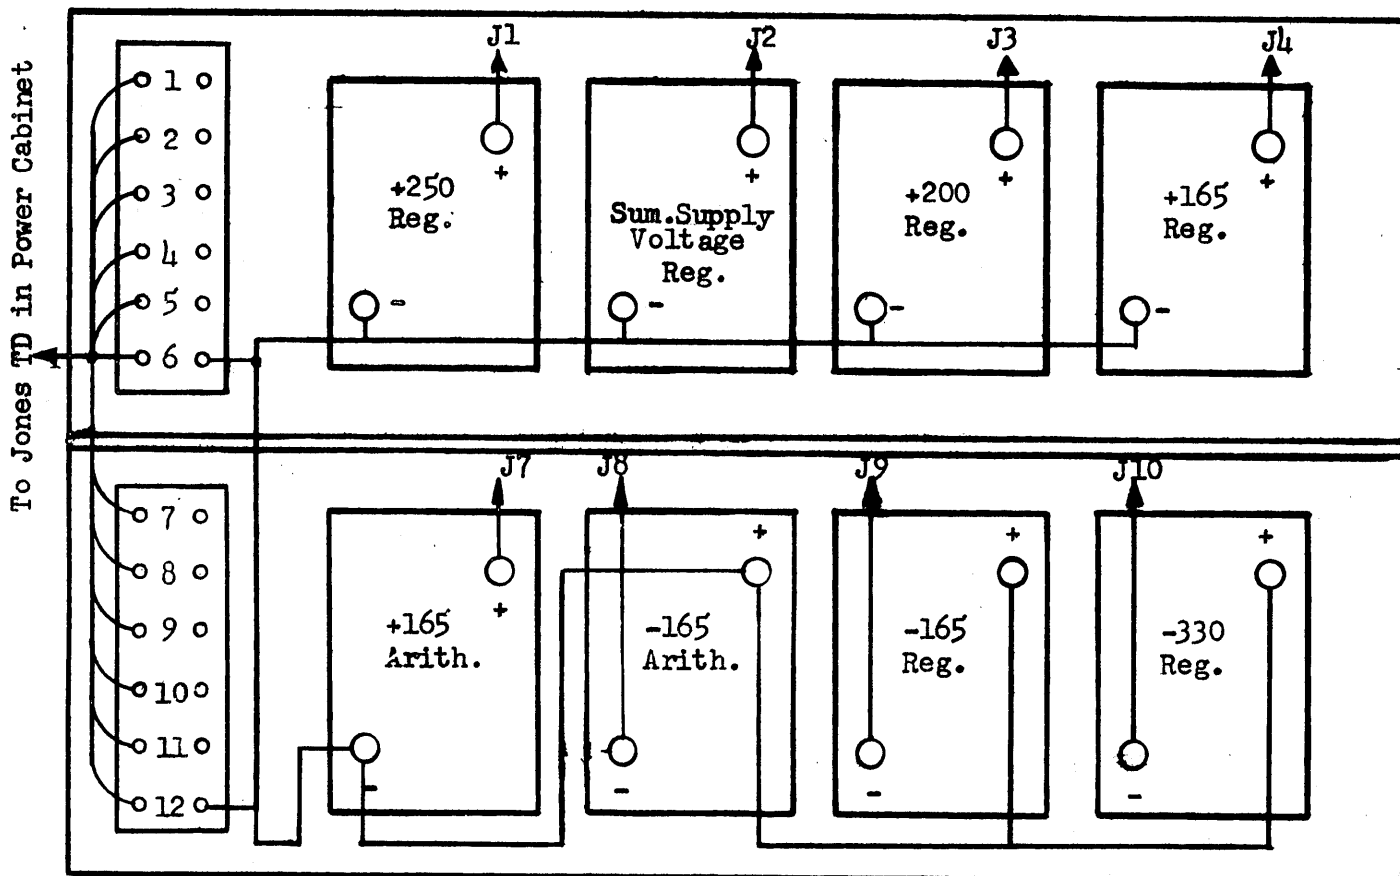 To Jones TD in Power Cabinet
J1
J2
J3
J4
1
2
3
4
5
6
+
+250
Reg.
-
+
Sum.Supply
Voltage
Reg.
-
+
+200
Reg.
-
+
+165
Reg.
-
J7
J8
J9
J10
7
8
9
10
11
12
+
+165
Arith.
-
+
-165
Arith.
-
+
-165
Reg.
-
+
-330
Reg.
-